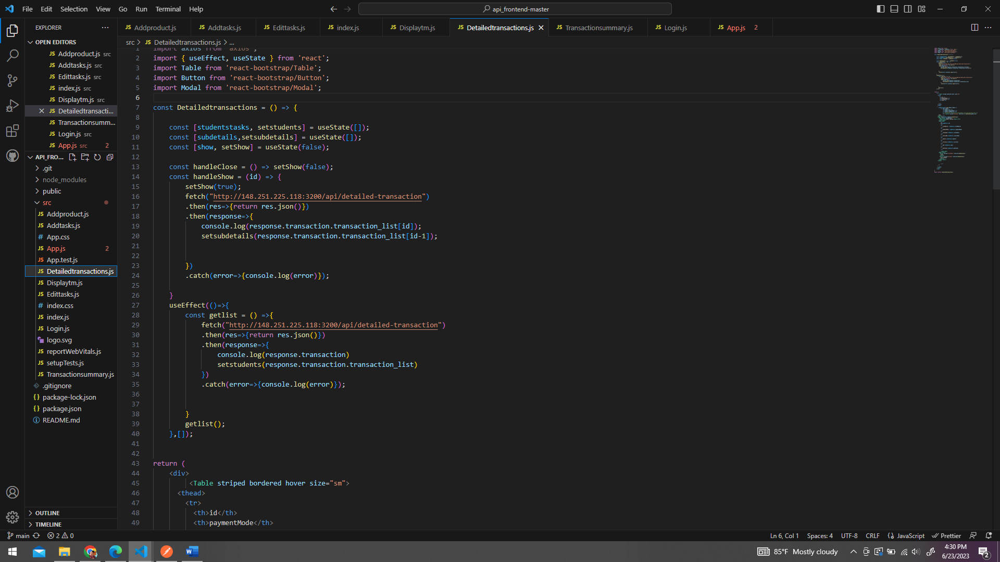 File Edit Selection View Go Run Terminal Help
api_frontend-master
EXPLORER
Addproduct.js Addtasks.js Edittasks.js index.js Displaytm.js Detailedtransactions.js Transactionsummary.js Login.js App.js 2
OPEN EDITORS
Addproduct.js src
Addtasks.js src
Edittasks.js src
index.js src
Displaytm.js src
Detailedtransacti...
Transactionsumm...
Login.js src
App.js src 2
API_FRO...
.git
node_modules
public
src
Addproduct.js
Addtasks.js
App.css
App.js 2
App.test.js
Detailedtransactions.js
Displaytm.js
Edittasks.js
index.css
index.js
Login.js
logo.svg
reportWebVitals.js
setupTests.js
Transactionsummary.js
.gitignore
package-lock.json
package.json
README.md
OUTLINE
TIMELINE
src > JS Detailedtransactions.js > ...
1 import axios from 'axios';
2 import { useEffect, useState } from 'react';
3 import Table from 'react-bootstrap/Table';
4 import Button from 'react-bootstrap/Button';
5 import Modal from 'react-bootstrap/Modal';
6
7 const Detailedtransactions = () => {
8
9 const [studentstasks, setstudents] = useState([]);
10 const [subdetails,setsubdetails] = useState([]);
11 const [show, setShow] = useState(false);
12
13 const handleClose = () => setShow(false);
14 const handleShow = (id) => {
15 setShow(true);
16 fetch("http://148.251.225.118:3200/api/detailed-transaction")
17 .then(res=>{return res.json()})
18 .then(response=>{
19 console.log(response.transaction.transaction_list[id]);
20 setsubdetails(response.transaction.transaction_list[id-1]);
21
22
23 })
24 .catch(error=>{console.log(error)});
25
26 }
27 useEffect(()=>{
28 const getlist = () =>{
29 fetch("http://148.251.225.118:3200/api/detailed-transaction")
30 .then(res=>{return res.json()})
31 .then(response=>{
32 console.log(response.transaction)
33 setstudents(response.transaction.transaction_list)
34 })
35 .catch(error=>{console.log(error)});
36
37
38 }
39 getlist();
40 },[]);
41
42
43 return (
44 <div>
45 <Table striped bordered hover size="sm">
46 <thead>
47 <tr>
48 <th>id</th>
49 <th>paymentMode</th>
main 2 0 Ln 6, Col 1 Spaces: 4 UTF-8 CRLF {} JavaScript Prettier
85°F Mostly cloudy 4:30 PM
6/23/2023 2